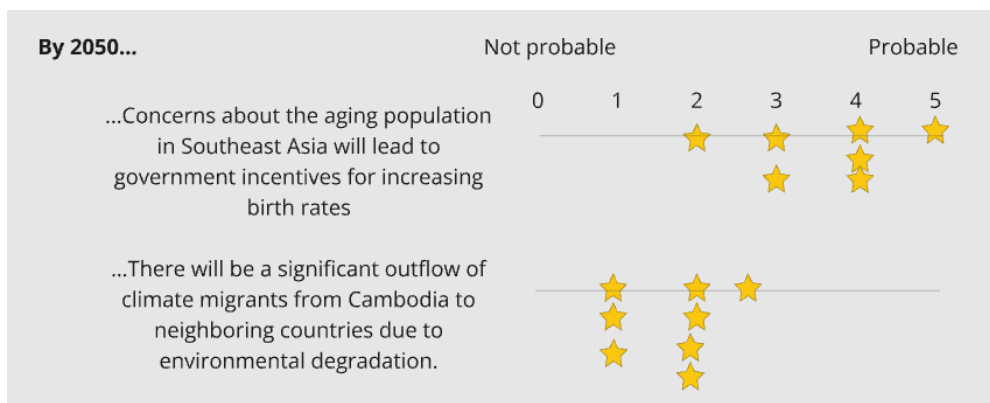 By 2050...
Not probable
Probable
0 1 2 3 4 5
...Concerns about the aging population
in Southeast Asia will lead to
government incentives for increasing
birth rates
...There will be a significant outflow of
climate migrants from Cambodia to
neighboring countries due to
environmental degradation.